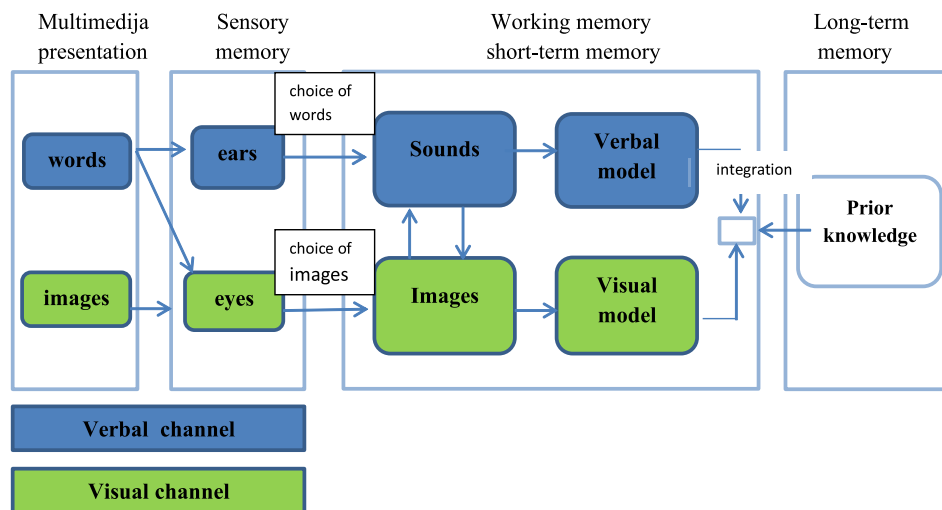 Multimedija
presentation
Sensory
memory
Working memory
short-term memory
Long-term
memory
choice of
words
words
ears
Sounds
Verbal
model
integration
Prior
knowledge
choice of
images
images
eyes
Images
Visual
model
Verbal channel
Visual channel